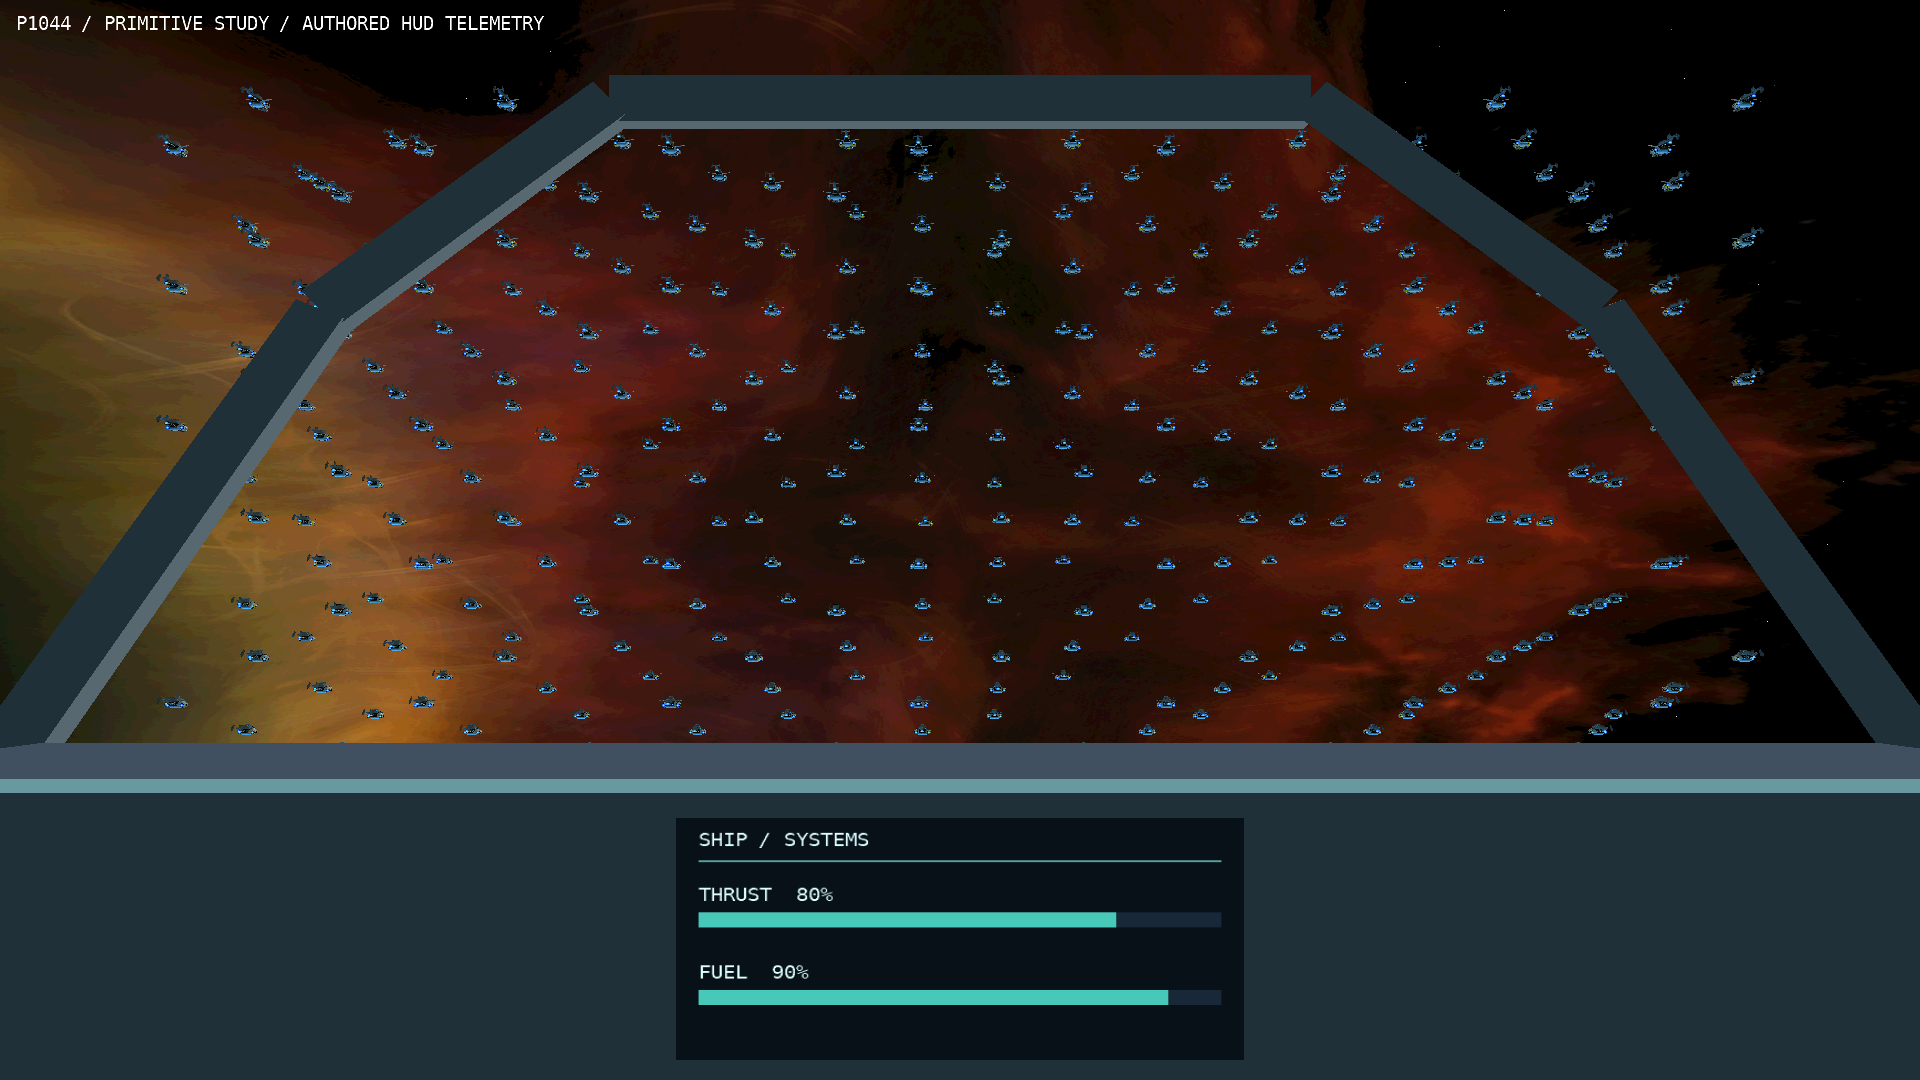 P1044 / PRIMITIVE STUDY / AUTHORED HUD TELEMETRY
SHIP / SYSTEMS
THRUST 80%
FUEL 90%